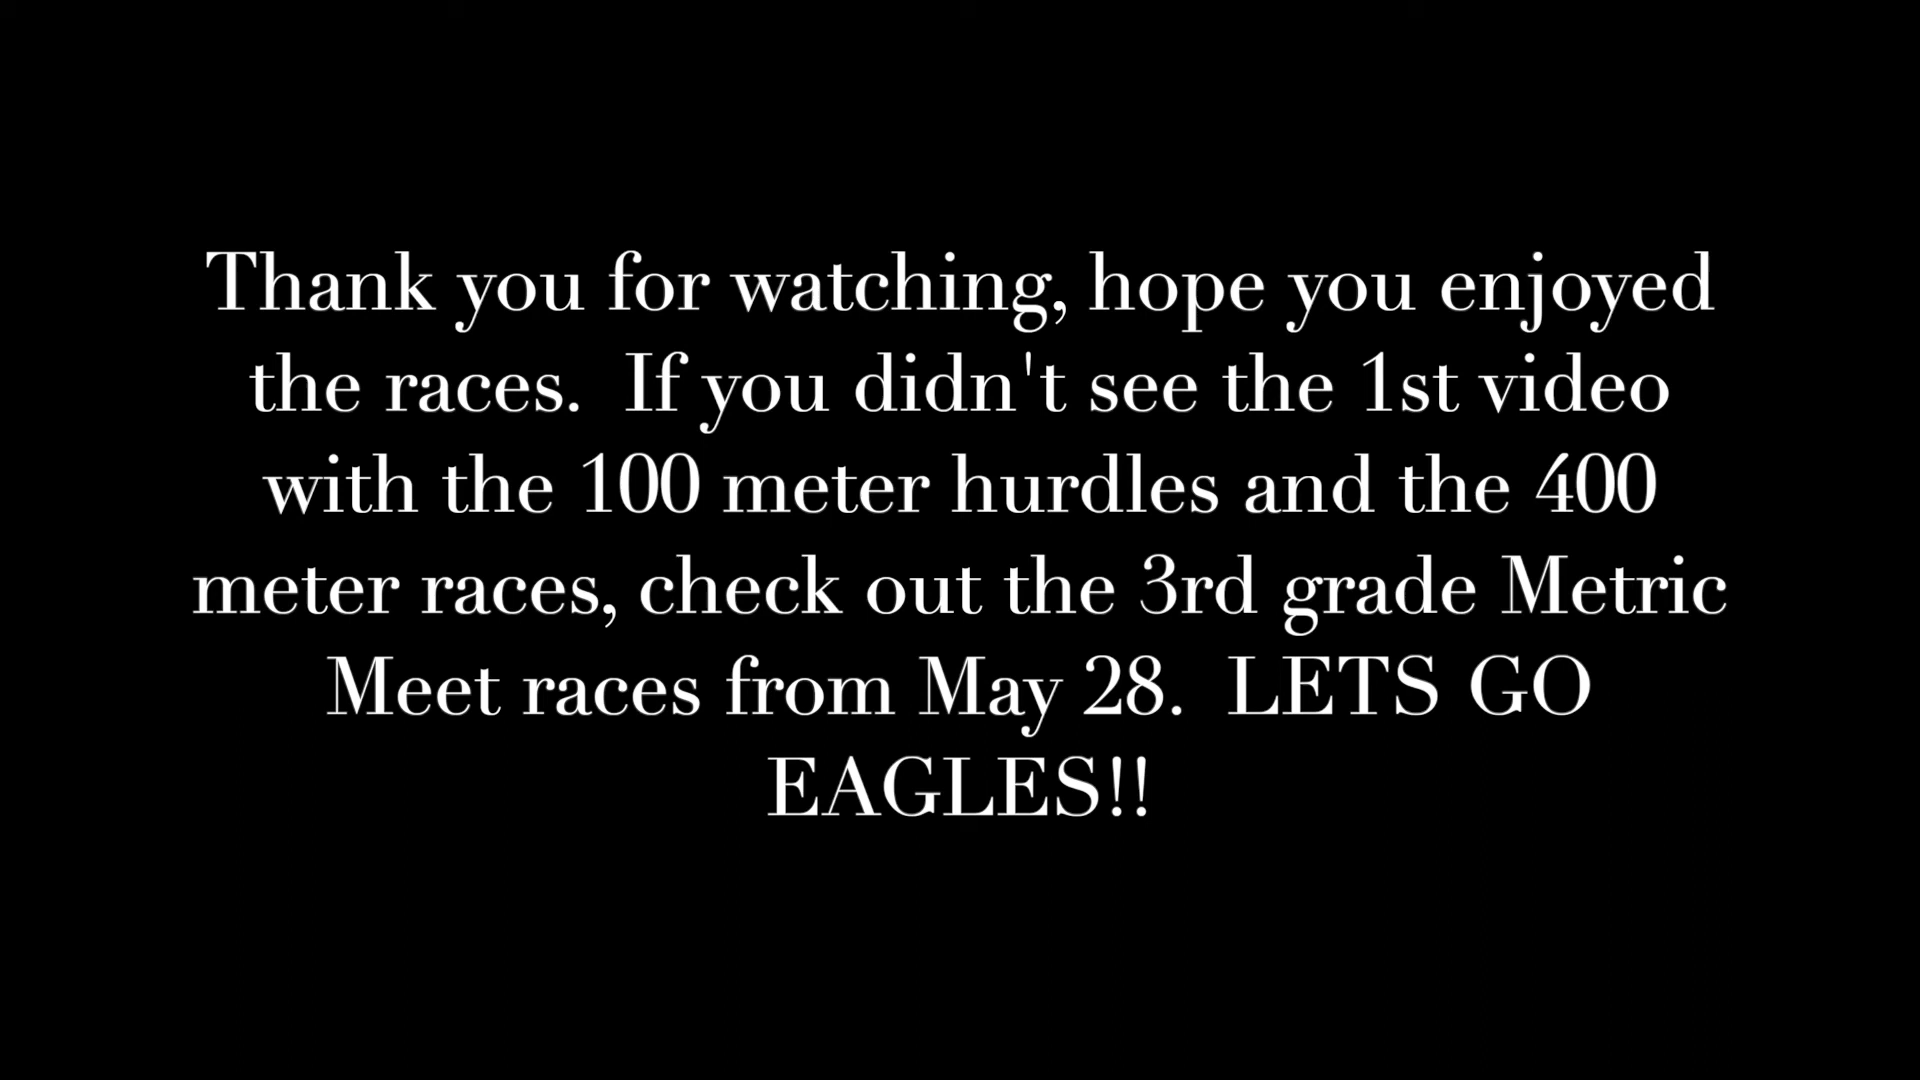 Thank you for watching, hope you enjoyed
the races.  If you didn't see the 1st video
with the 100 meter hurdles and the 400
meter races, check out the 3rd grade Metric
Meet races from May 28.  LETS GO
EAGLES!!